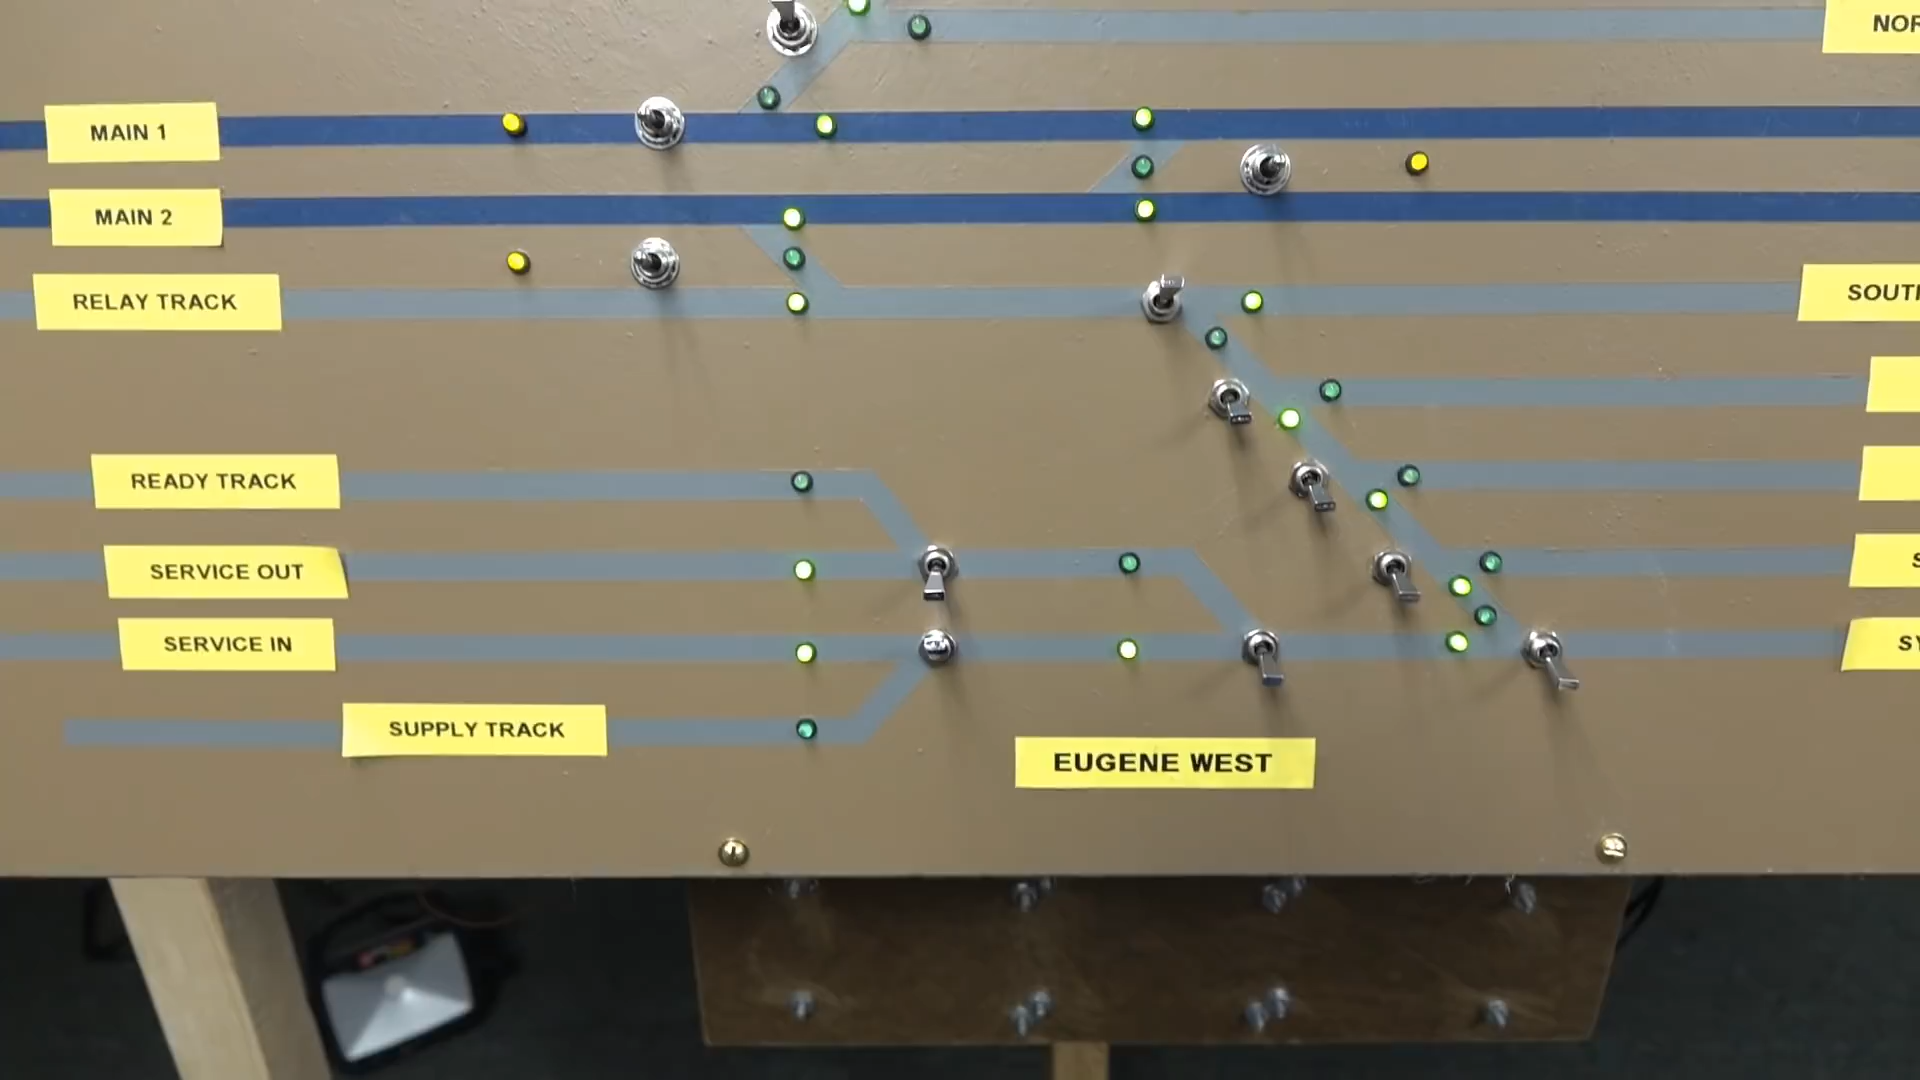 MAIN 1
MAIN 2
RELAY TRACK
READY TRACK
SERVICE OUT
SERVICE IN
SUPPLY TRACK
EUGENE WEST